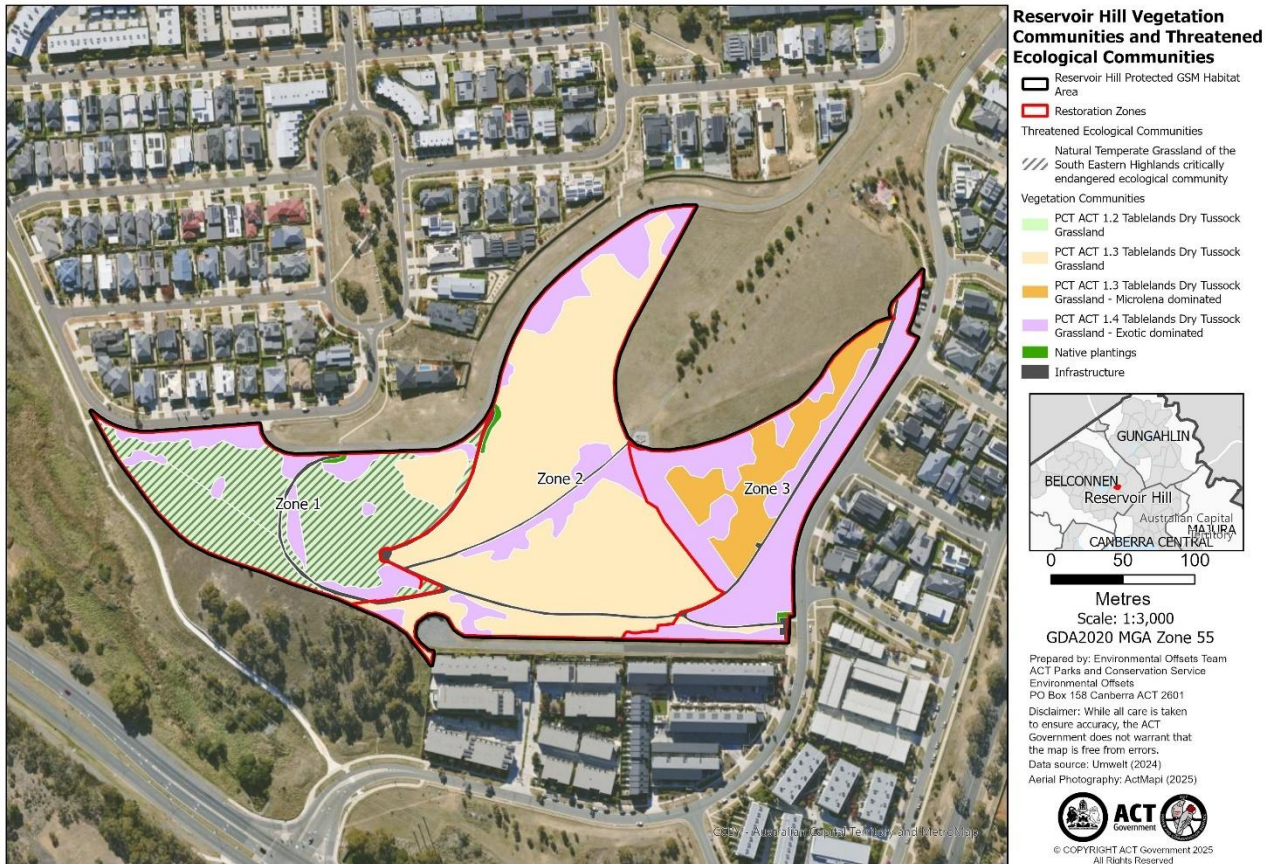 Reservoir Hill Vegetation
Communities and Threatened
Ecological Communities
Reservoir Hill Protected GSM Habitat
Area
Restoration Zones
Threatened Ecological Communities
Natural Temperate Grassland of the
South Eastern Highlands critically
endangered ecological community
Vegetation Communities
PCT ACT 1.2 Tablelands Dry Tussock
Grassland
PCT ACT 1.3 Tablelands Dry Tussock
Grassland
PCT ACT 1.3 Tablelands Dry Tussock
Grassland - Microlena dominated
PCT ACT 1.4 Tablelands Dry Tussock
Grassland - Exotic dominated
Native plantings
Infrastructure
Zone 1
Zone 2
Zone 3
GUNGAHLIN
BELCONNEN
Reservoir Hill
Australian Capital
Territory
MAJURA
CANBERRA CENTRAL
0 50 100
Metres
Scale: 1:3,000
GDA2020 MGA Zone 55
Prepared by: Environmental Offsets Team
ACT Parks and Conservation Service
Environmental Offsets
PO Box 158 Canberra ACT 2601
Disclaimer: While all care is taken
to ensure accuracy, the ACT
Government does not warrant that
the map is free from errors.
Data source: Umwelt (2024)
Aerial Photography: ActMapi (2025)
ACT
Government
© COPYRIGHT ACT Government 2025
All Rights Reserved
Australian Capital Territory and MetroMap